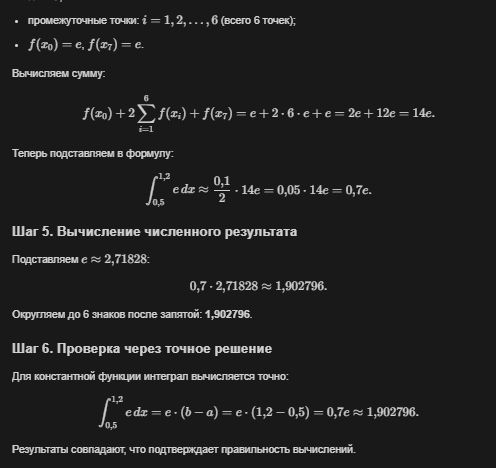 • промежуточные точки: i = 1, 2, …, 6 (всего 6 точек);
• f(x₀) = e, f(x₇) = e.
Вычисляем сумму:
f(x₀) + 2 ∑_{i=1}^{6} f(xᵢ) + f(x₇) = e + 2 · 6 · e + e = 2e + 12e = 14e.
Теперь подставляем в формулу:
∫_{0,5}^{1,2} e dx ≈ 0,1/2 · 14e = 0,05 · 14e = 0,7e.
Шаг 5. Вычисление численного результата
Подставляем e ≈ 2,71828:
0,7 · 2,71828 ≈ 1,902796.
Округляем до 6 знаков после запятой: 1,902796.
Шаг 6. Проверка через точное решение
Для константной функции интеграл вычисляется точно:
∫_{0,5}^{1,2} e dx = e · (b − a) = e · (1,2 − 0,5) = 0,7e ≈ 1,902796.
Результаты совпадают, что подтверждает правильность вычислений.